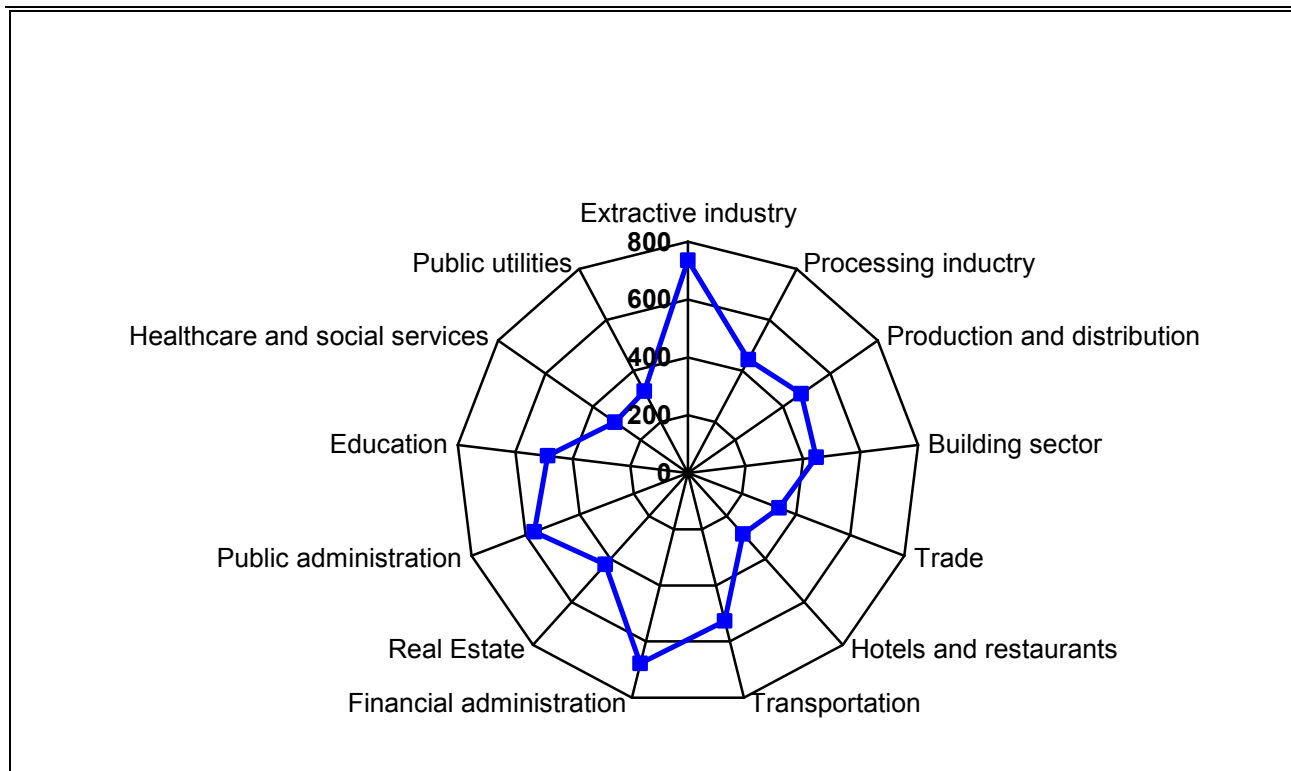 Extractive industry
800
Public utilities
Processing inductry
600
Healthcare and social services
Production and distribution
400
200
Education
Building sector
0
Public administration
Trade
Real Estate
Hotels and restaurants
Financial administration
Transportation